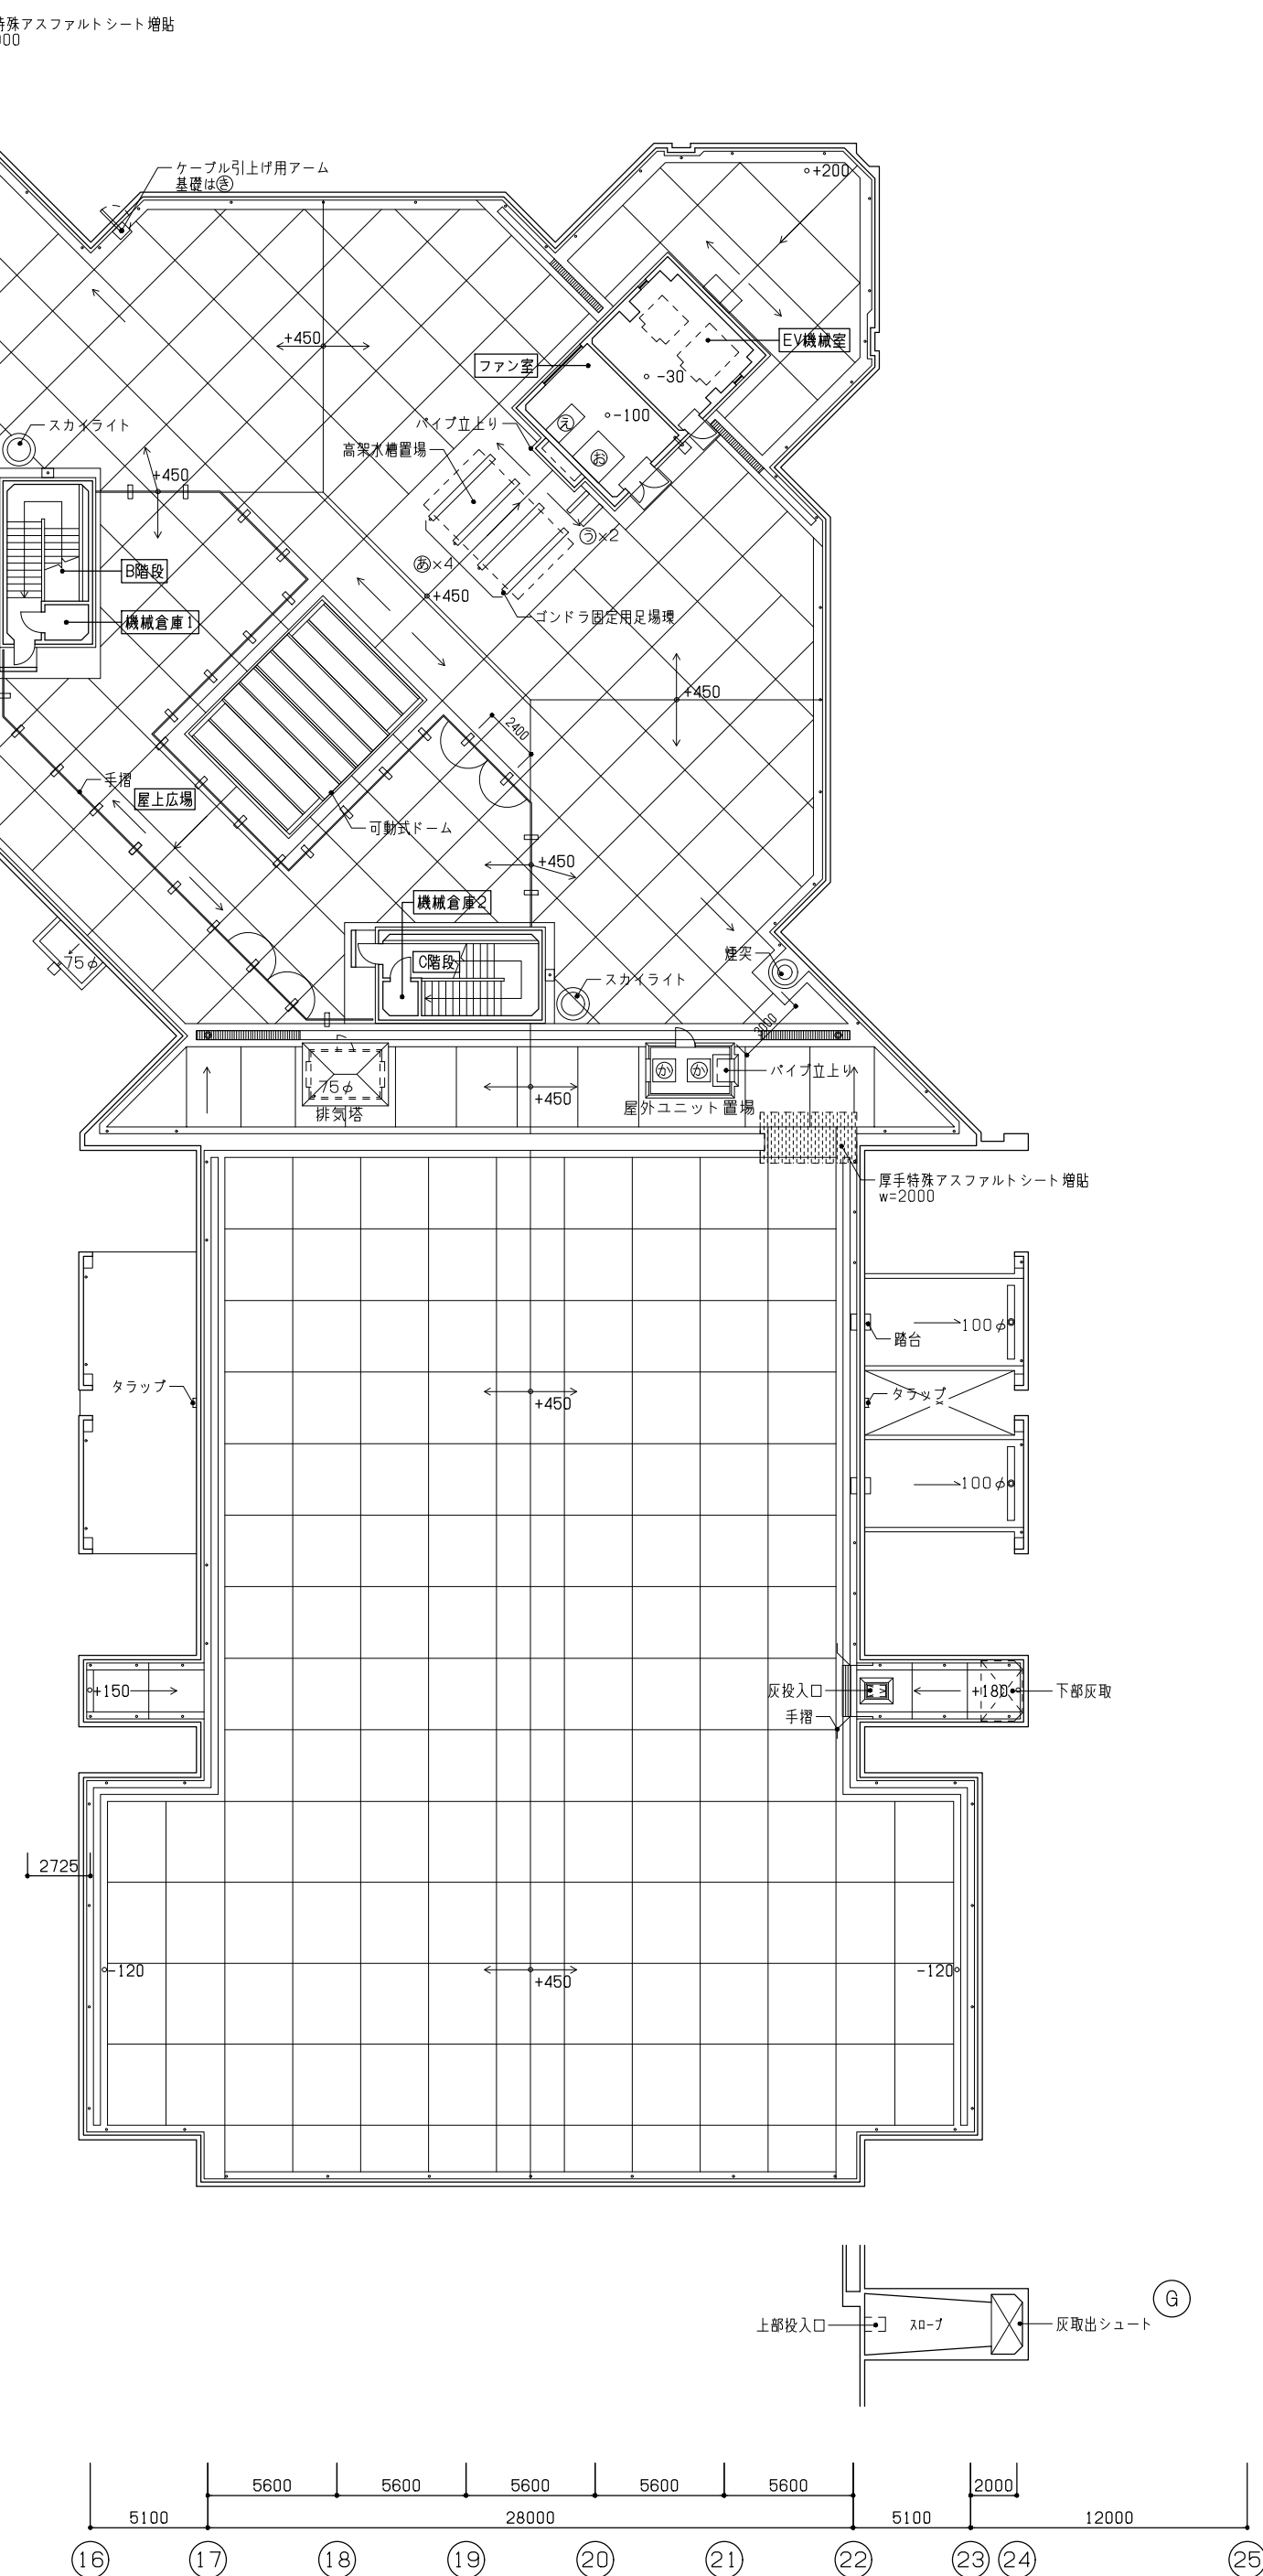 特殊アスファルトシート増貼
ケーブル引上げ用アーム
基礎はき
+200
+450
EV機械室
ファン室
-30
-100
え
お
パイプ立上り
スカイライト
高架水槽置場
+450
う×2
あ×4
B階段
+450
ゴンドラ固定用足場環
機械倉庫1
+450
2400
手摺
屋上広場
可動式ドーム
+450
機械倉庫2
煙突
75φ
C階段
スカイライト
3000
か
か
パイプ立上り
75φ
+450
屋外ユニット置場
排気塔
厚手特殊アスファルトシート増貼
w=2000
100φ
踏台
タラップ
タラップ
+450
100φ
+150
灰投入口
+180
下部灰取
手摺
2725
-120
-120
+450
G
上部投入口
スロープ
灰取出シュート
5600
5600
5600
5600
5600
2000
5100
28000
5100
12000
16
17
18
19
20
21
22
23
24
25